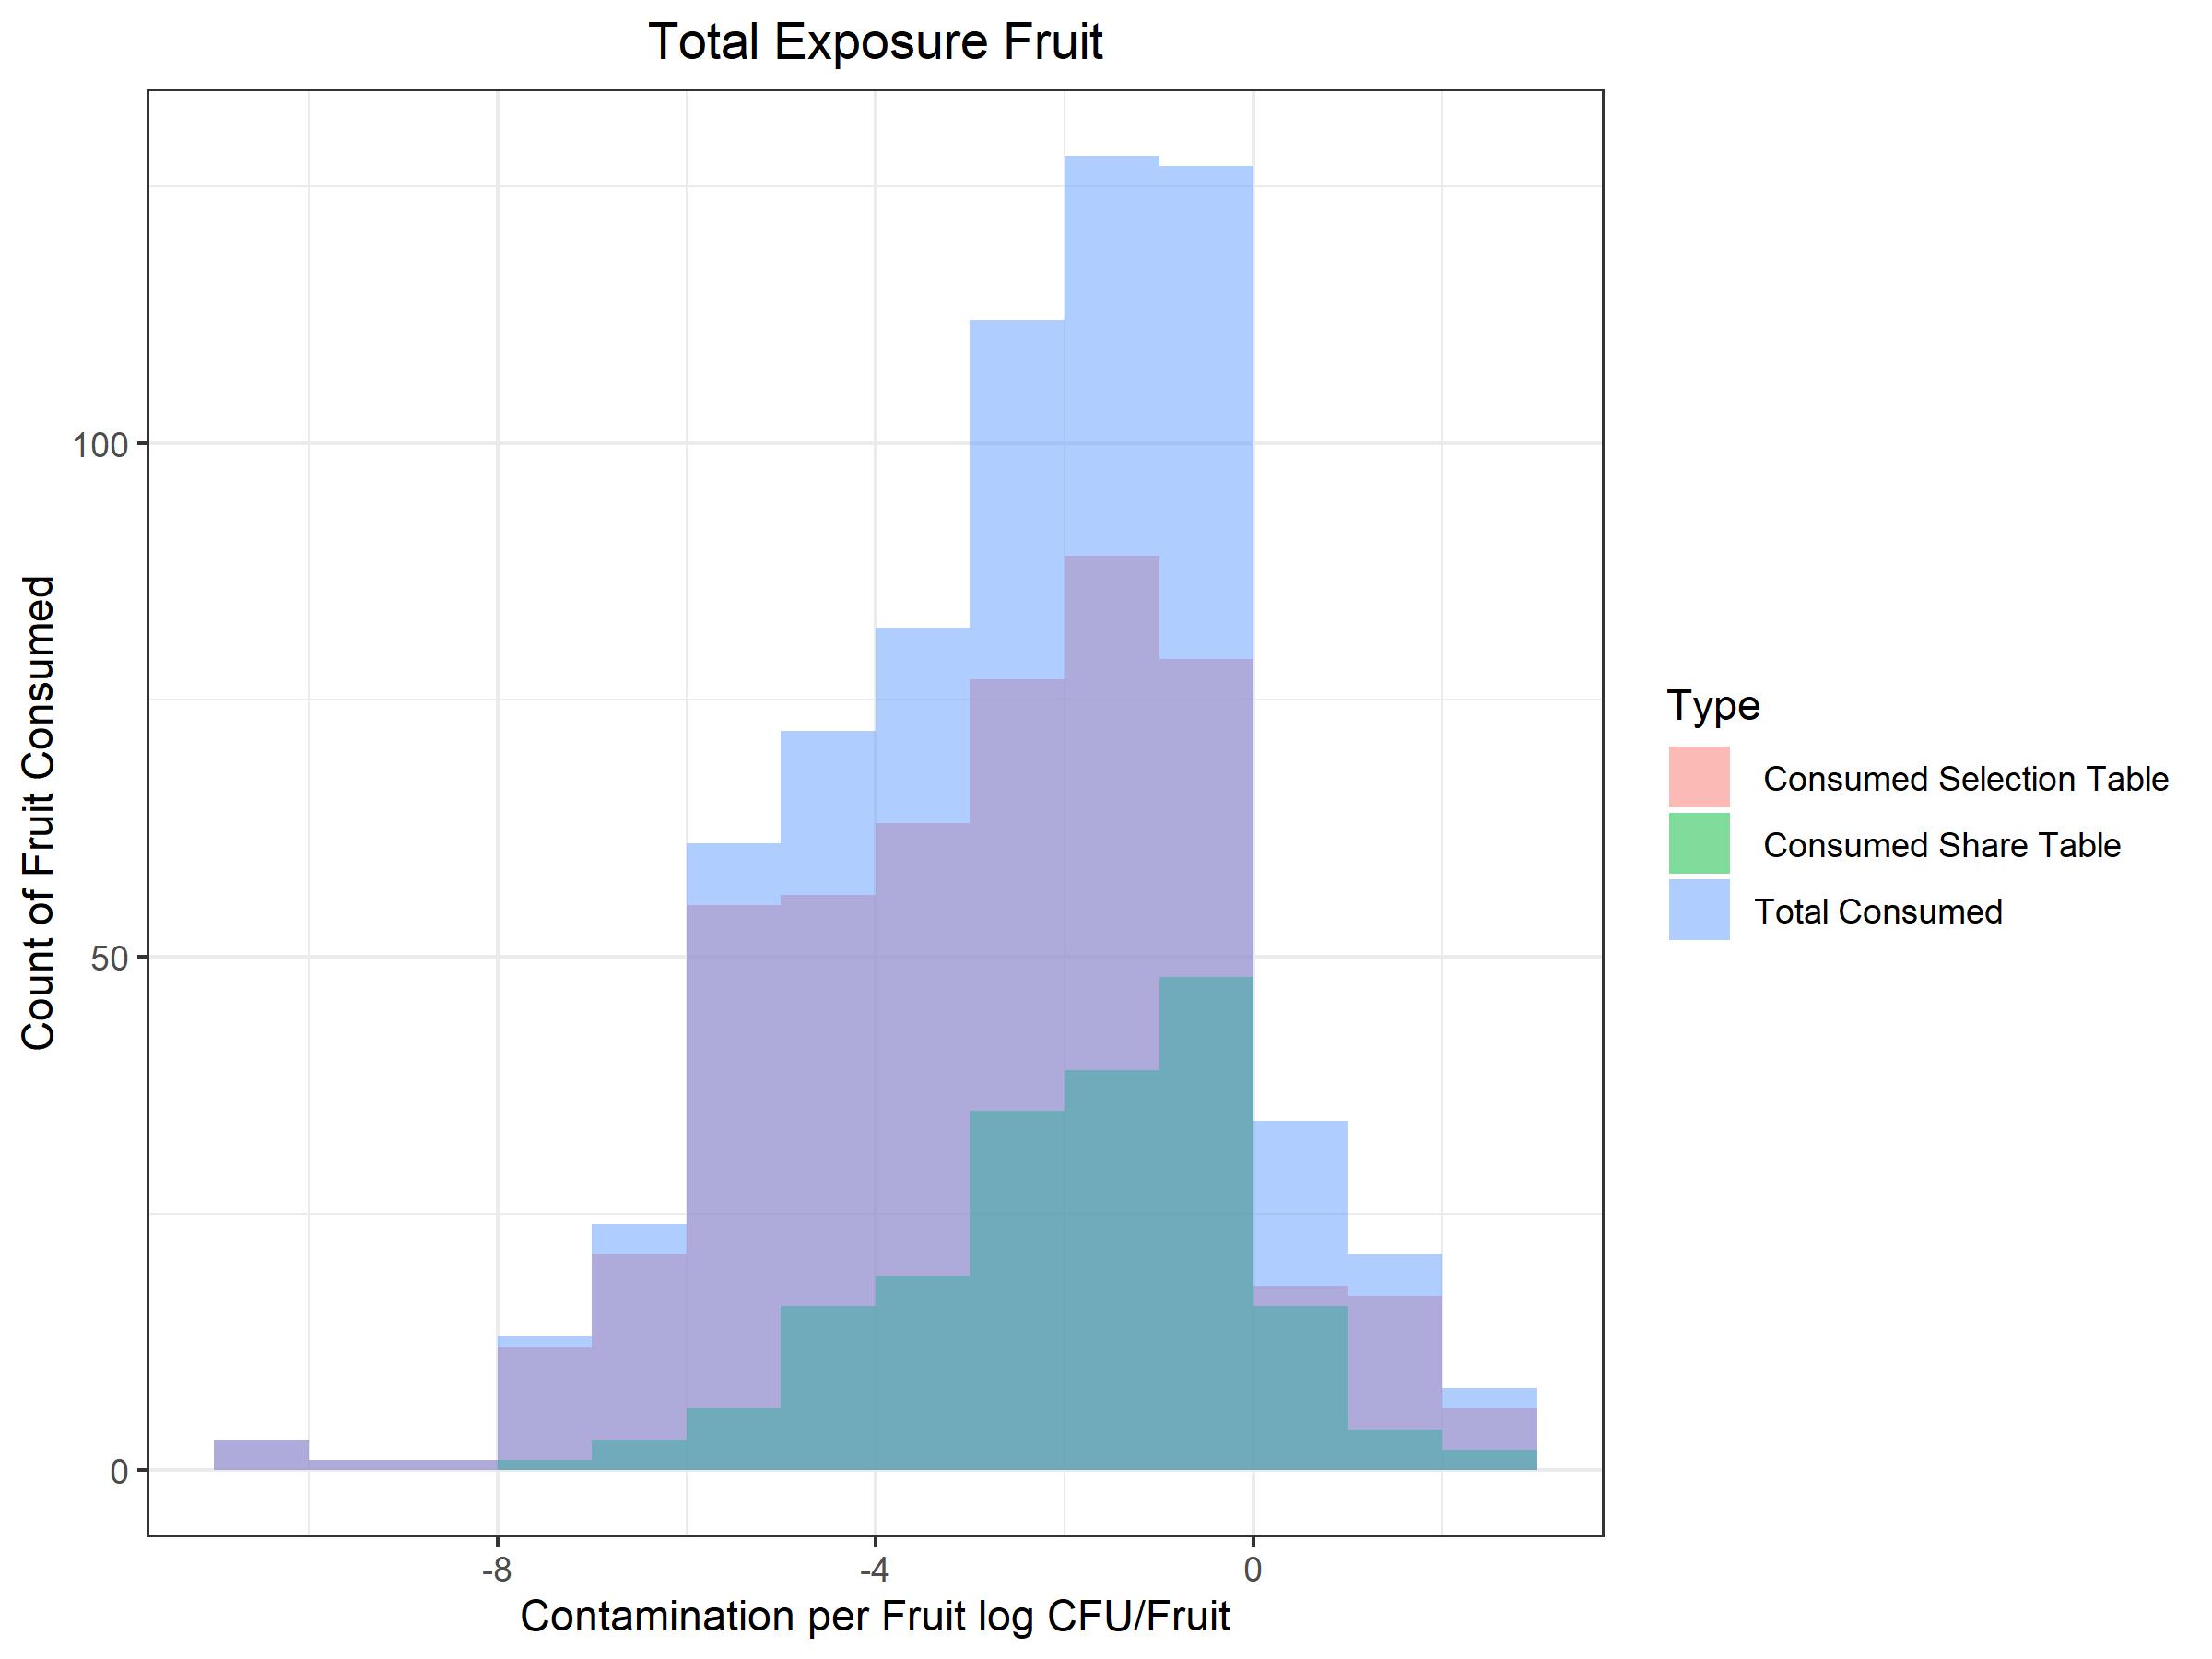 Total Exposure Fruit
Count of Fruit Consumed
100
50
0
-8
-4
0
Contamination per Fruit log CFU/Fruit
Type
Consumed Selection Table
Consumed Share Table
Total Consumed